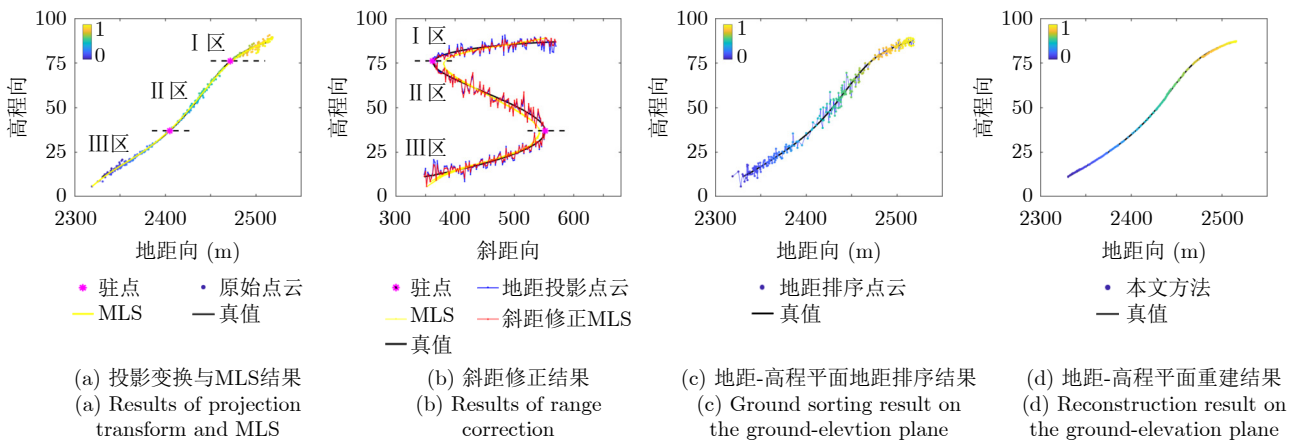 100
75
50
25
0
高程向
1
0
I 区
II 区
III区
2300
2400
2500
地距向 (m)
驻点
原始点云
MLS
真值
(a) 投影变换与MLS结果
(a) Results of projection
transform and MLS
100
75
50
25
0
高程向
I 区
II 区
III区
400
500
600
斜距向
驻点
地距投影点云
MLS
斜距修正MLS
真值
(b) 斜距修正结果
(b) Results of range
correction
100
75
50
25
0
高程向
1
0
2300
2400
2500
地距向 (m)
地距排序点云
真值
(c) 地距-高程平面地距排序结果
(c) Ground sorting result on
the ground-elevtion plane
100
75
50
25
0
高程向
1
0
2300
2400
2500
地距向 (m)
本文方法
真值
(d) 地距-高程平面重建结果
(d) Reconstruction result on
the ground-elevation plane